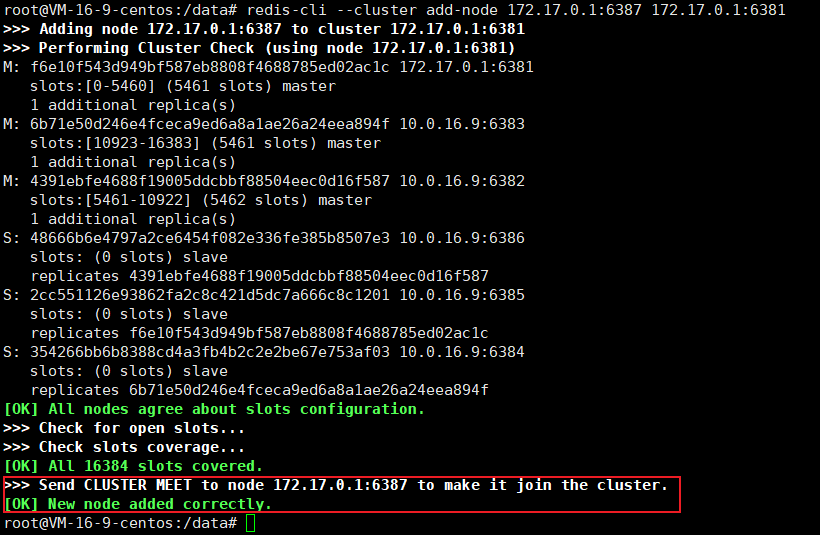 root@VM-16-9-centos:/data# redis-cli --cluster add-node 172.17.0.1:6387 172.17.0.1:6381
>>> Adding node 172.17.0.1:6387 to cluster 172.17.0.1:6381
>>> Performing Cluster Check (using node 172.17.0.1:6381)
M: f6e10f543d949bf587eb8808f4688785ed02ac1c 172.17.0.1:6381
   slots:[0-5460] (5461 slots) master
   1 additional replica(s)
M: 6b71e50d246e4fceca9ed6a8a1ae26a24eea894f 10.0.16.9:6383
   slots:[10923-16383] (5461 slots) master
   1 additional replica(s)
M: 4391ebfe4688f19005ddcbbf88504eec0d16f587 10.0.16.9:6382
   slots:[5461-10922] (5462 slots) master
   1 additional replica(s)
S: 48666b6e4797a2ce6454f082e336fe385b8507e3 10.0.16.9:6386
   slots: (0 slots) slave
   replicates 4391ebfe4688f19005ddcbbf88504eec0d16f587
S: 2cc551126e93862fa2c8c421d5dc7a666c8c1201 10.0.16.9:6385
   slots: (0 slots) slave
   replicates f6e10f543d949bf587eb8808f4688785ed02ac1c
S: 354266bb6b8388cd4a3fb4b2c2e2be67e753af03 10.0.16.9:6384
   slots: (0 slots) slave
   replicates 6b71e50d246e4fceca9ed6a8a1ae26a24eea894f
[OK] All nodes agree about slots configuration.
>>> Check for open slots...
>>> Check slots coverage...
[OK] All 16384 slots covered.
>>> Send CLUSTER MEET to node 172.17.0.1:6387 to make it join the cluster.
[OK] New node added correctly.
root@VM-16-9-centos:/data#